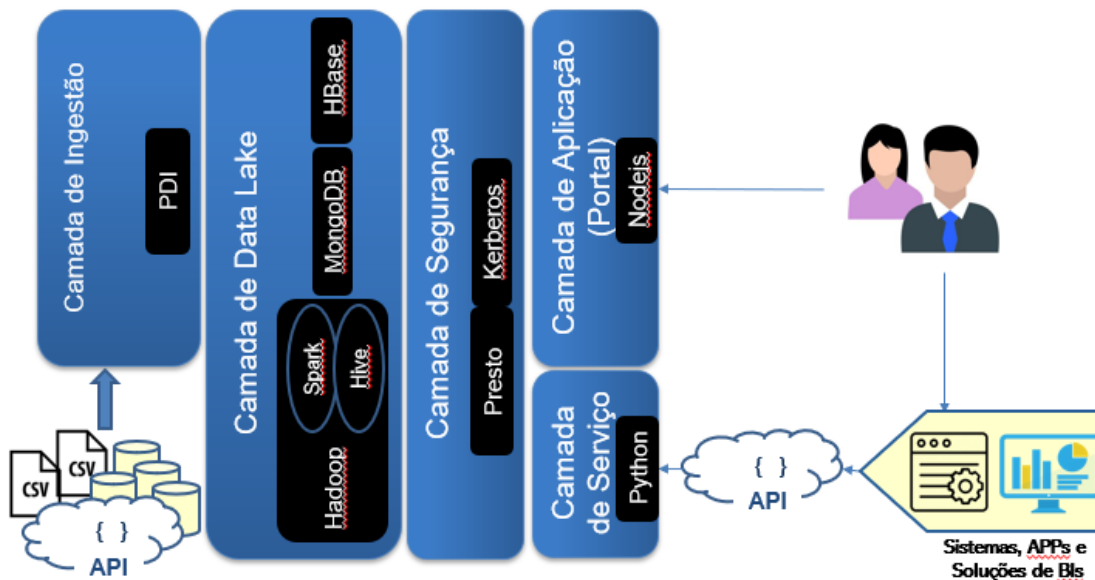 Camada de Ingestão
PDI
CSV
CSV
{ }
API
Camada de Data Lake
HBase
MongoDB
Spark
Hive
Hadoop
Camada de Segurança
Kerberos
Presto
Camada de Aplicação
(Portal)
Nodejs
Camada
de Serviço
Python
{ }
API
Sistemas, APPs e
Soluções de BIs